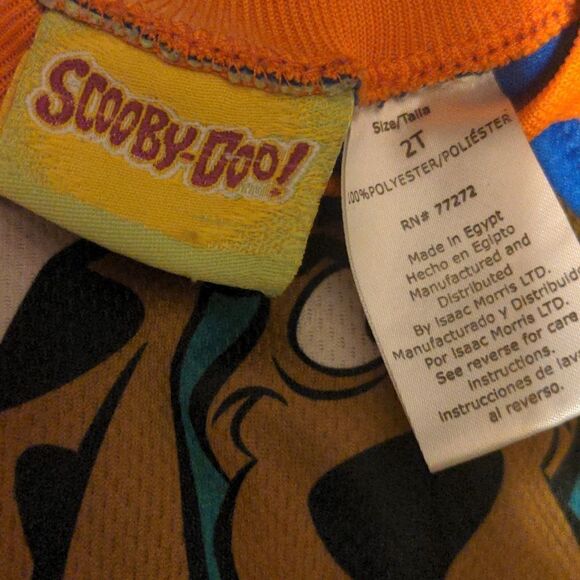 SCOOBY-DOO!
Size/Talla
2T
100%POLYESTER/POLIÉSTER
RN# 77272
Made in Egypt
Hecho en Egipto
Manufactured and
Distributed
By Isaac Morris LTD.
Manufacturado y Distribuid
Por Isaac Morris LTD.
See reverse for care
Instructions.
Instrucciones de lav
al reverso.